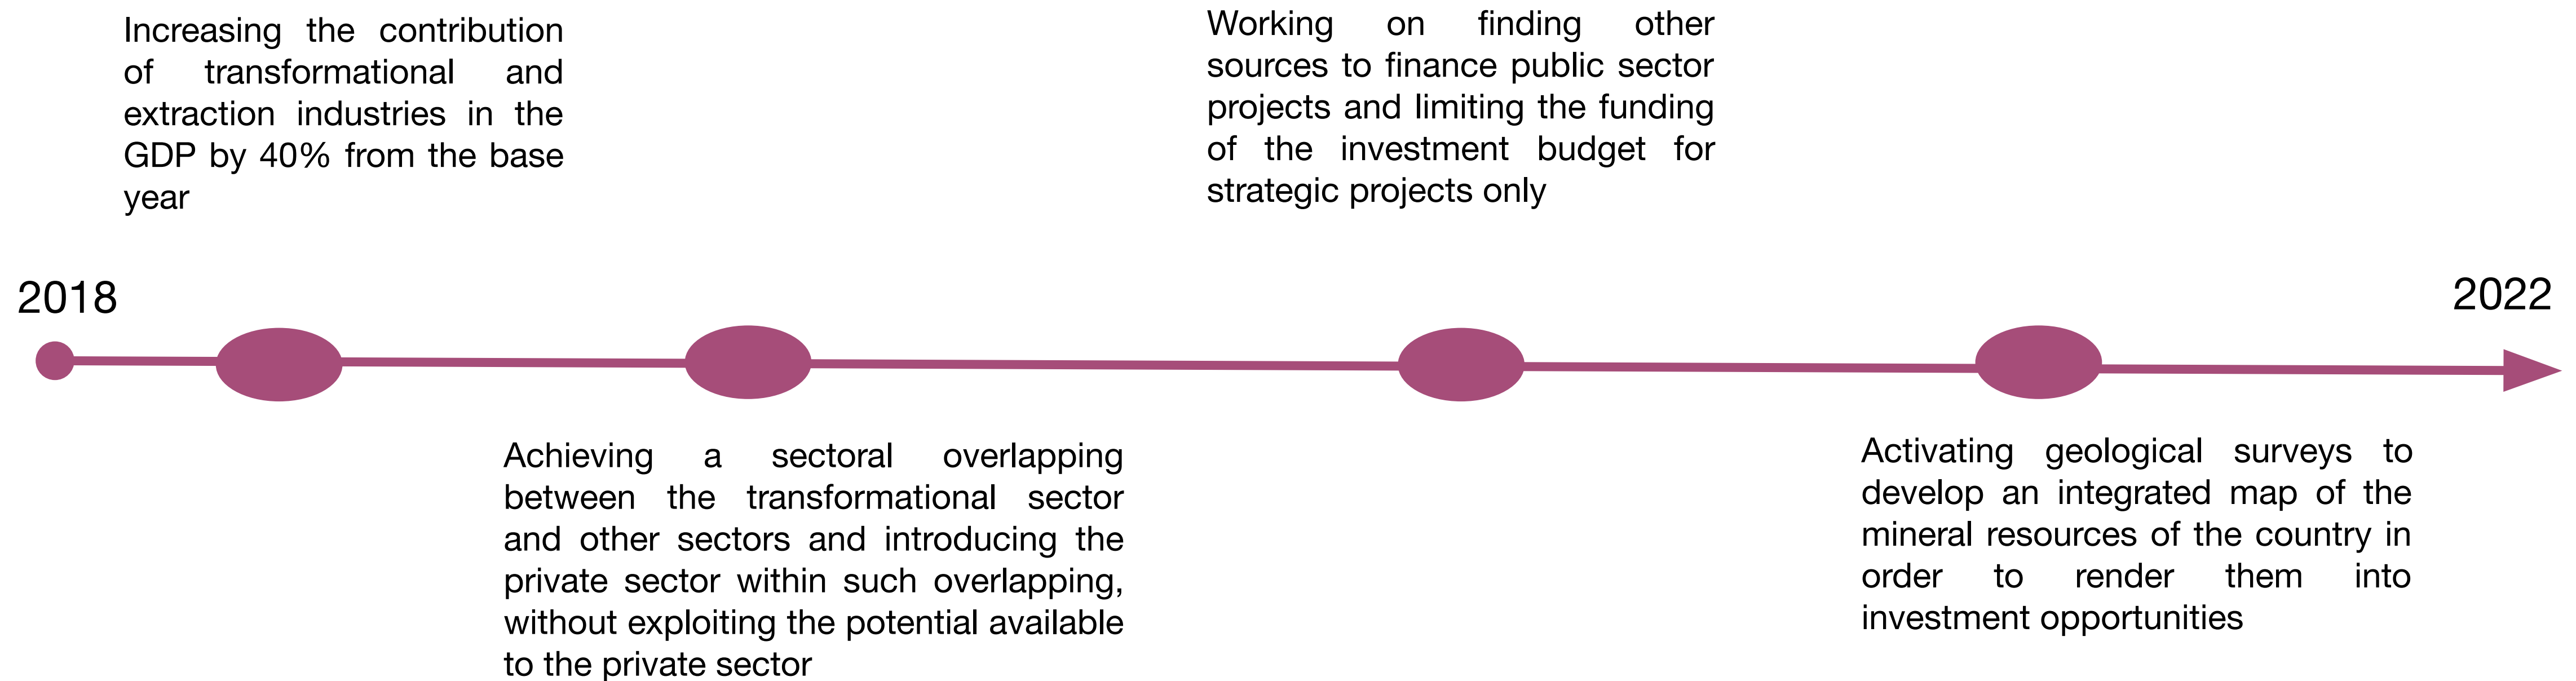 Increasing the contribution
of transformational and
extraction industries in the
GDP by 40% from the base
year
Working on finding other
sources to finance public sector
projects and limiting the funding
of the investment budget for
strategic projects only
2018
2022
Achieving a sectoral overlapping
between the transformational sector
and other sectors and introducing the
private sector within such overlapping,
without exploiting the potential available
to the private sector
Activating geological surveys to
develop an integrated map of the
mineral resources of the country in
order to render them into
investment opportunities